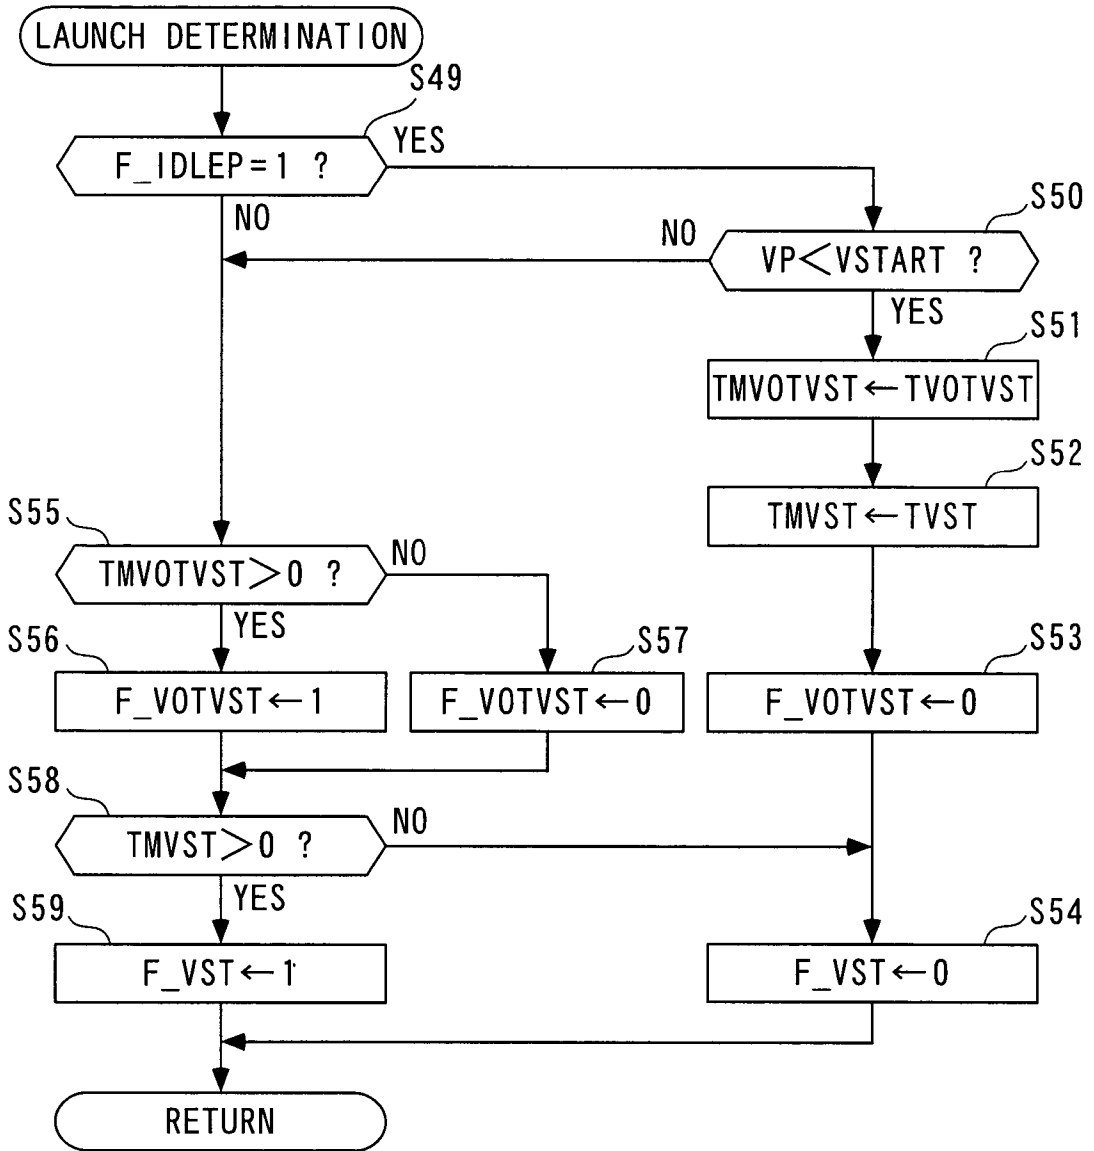 LAUNCH DETERMINATION
S49
F_IDLEP=1 ?
YES
NO
S50
NO
VP<VSTART ?
YES
S51
TMVOTVST←TVOTVST
S52
TMVST←TVST
S55
TMVOTVST>0 ?
NO
YES
S56
F_VOTVST←1
S57
F_VOTVST←0
S53
F_VOTVST←0
S58
TMVST>0 ?
NO
YES
S59
F_VST←1
S54
F_VST←0
RETURN